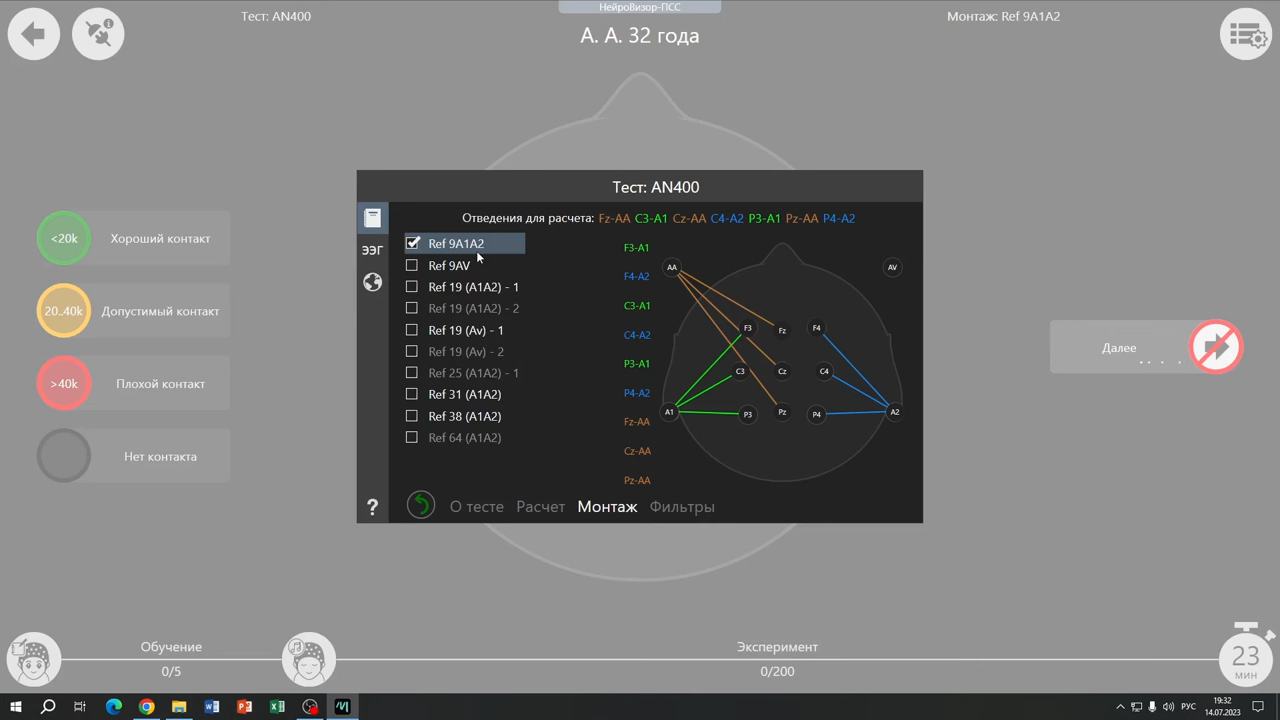 НейроВизор-ПСС
Тест: AN400
Монтаж: Ref 9A1A2
А. А. 32 года
<20k Хороший контакт
20..40k Допустимый контакт
>40k Плохой контакт
Нет контакта
Тест: AN400
Отведения для расчета: Fz-AA C3-A1 Cz-AA C4-A2 P3-A1 Pz-AA P4-A2
ЭЭГ
?
Ref 9A1A2
Ref 9AV
Ref 19 (A1A2) - 1
Ref 19 (A1A2) - 2
Ref 19 (Av) - 1
Ref 19 (Av) - 2
Ref 25 (A1A2) - 1
Ref 31 (A1A2)
Ref 38 (A1A2)
Ref 64 (A1A2)
F3-A1
F4-A2
C3-A1
C4-A2
P3-A1
P4-A2
Fz-AA
Cz-AA
Pz-AA
AA AV
F3 Fz F4
C3 Cz C4
A1 P3 Pz P4 A2
О тесте Расчет Монтаж Фильтры
Далее
Обучение
0/5
Эксперимент
0/200
23
мин
РУС
19:32
14.07.2023